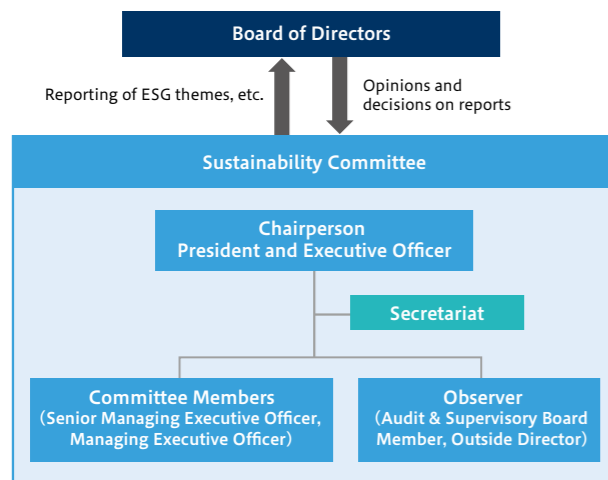 Board of Directors
Reporting of ESG themes, etc.
Opinions and
decisions on reports
Sustainability Committee
Chairperson
President and Executive Officer
Secretariat
Committee Members
（Senior Managing Executive Officer,
Managing Executive Officer）
Observer
（Audit & Supervisory Board
Member, Outside Director）